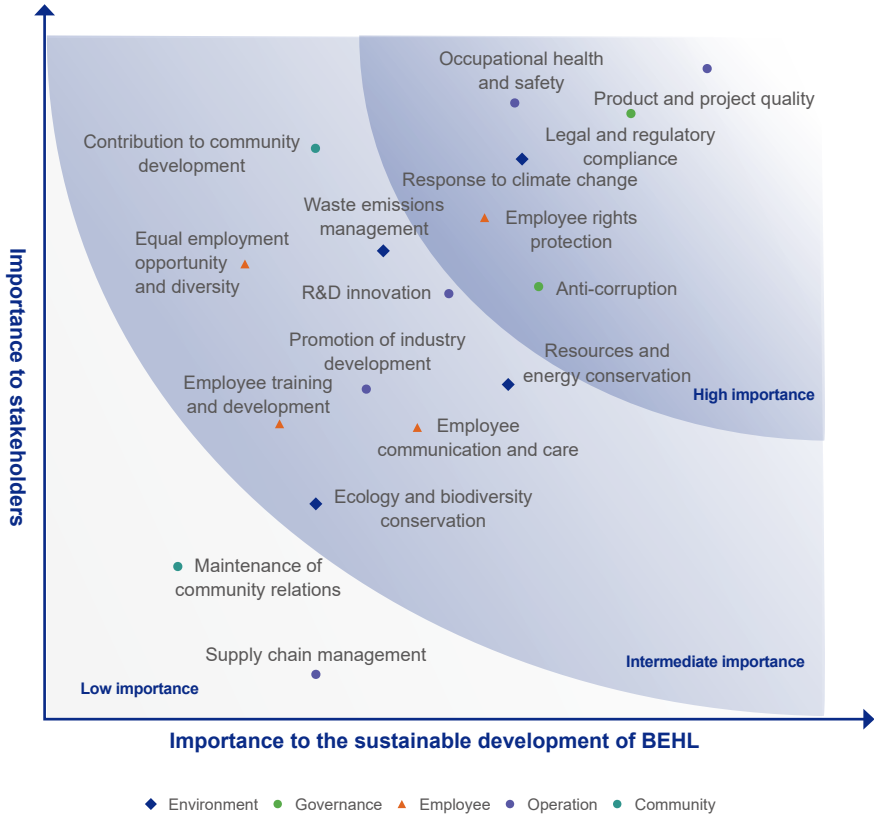 Importance to stakeholders
Occupational health
and safety
Product and project quality
Legal and regulatory
compliance
Contribution to community
development
Response to climate change
Waste emissions
management
Employee rights
protection
Equal employment
opportunity
and diversity
R&D innovation
Anti-corruption
Promotion of industry
development
Resources and
energy conservation
High importance
Employee training
and development
Employee
communication and care
Ecology and biodiversity
conservation
Maintenance of
community relations
Supply chain management
Intermediate importance
Low importance
Importance to the sustainable development of BEHL
Environment Governance Employee Operation Community